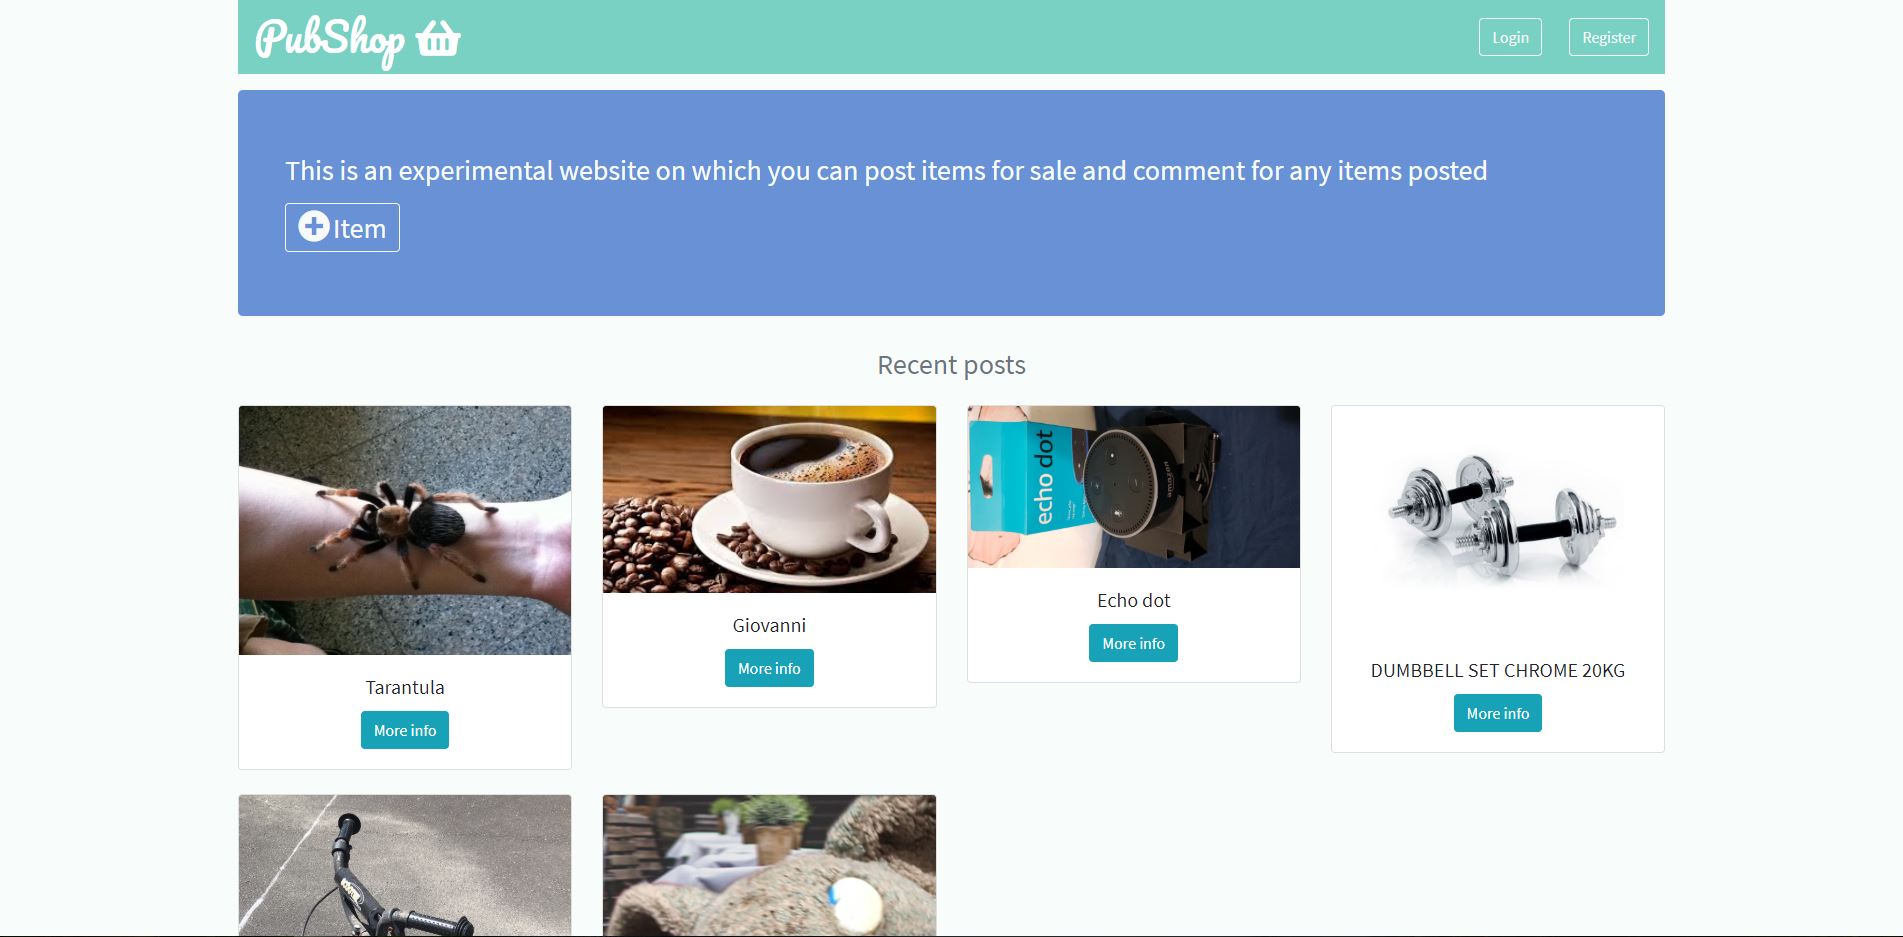 PubShop
Login
Register
This is an experimental website on which you can post items for sale and comment for any items posted
Item
Recent posts
echo dot
amazon
Tarantula
More info
Giovanni
More info
Echo dot
More info
DUMBBELL SET CHROME 20KG
More info